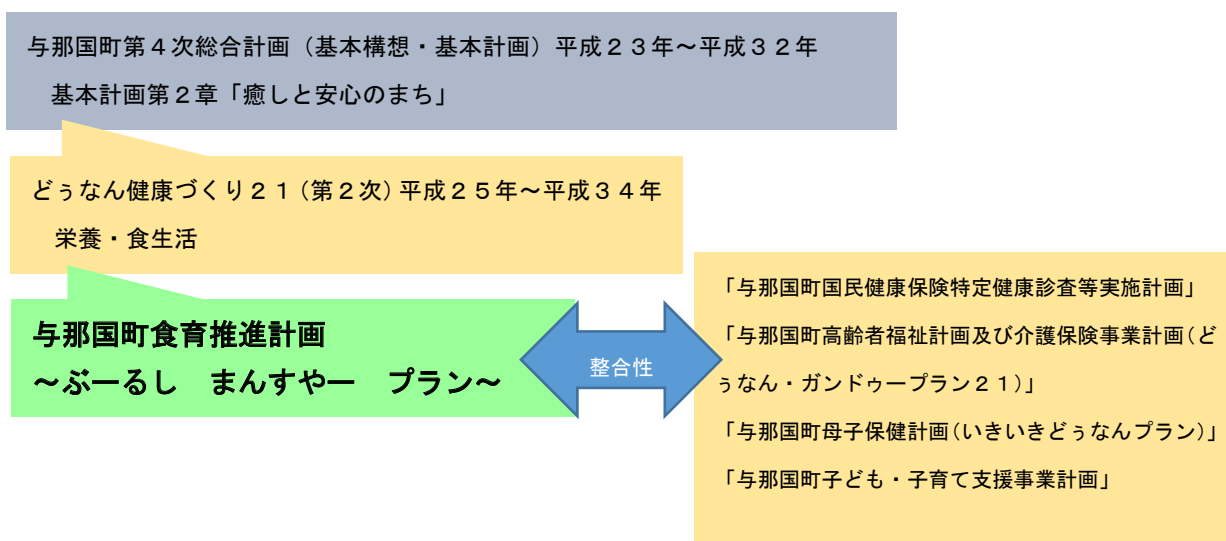 与那国町第４次総合計画（基本構想・基本計画）平成２３年～平成３２年
基本計画第２章「癒しと安心のまち」
どぅなん健康づくり２１（第２次）平成２５年～平成３４年
栄養・食生活
与那国町食育推進計画
～ぶーるし　まんすやー　プラン～
整合性
「与那国町国民健康保険特定健康診査等実施計画」
「与那国町高齢者福祉計画及び介護保険事業計画（ど
ぅなん・ガンドゥープラン２１）」
「与那国町母子保健計画（いきいきどぅなんプラン）」
「与那国町子ども・子育て支援事業計画」